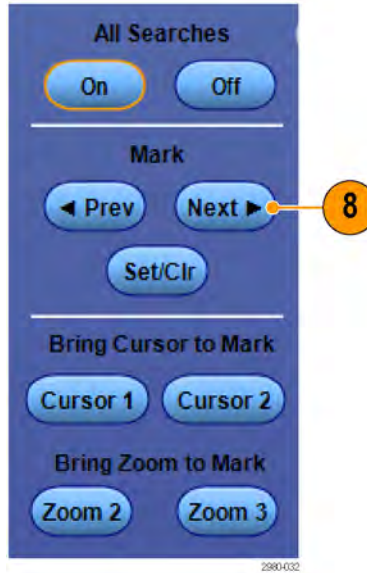 All Searches
On Off
Mark
◄ Prev Next ►
8
Set/Clr
Bring Cursor to Mark
Cursor 1 Cursor 2
Bring Zoom to Mark
Zoom 2 Zoom 3
2980-032